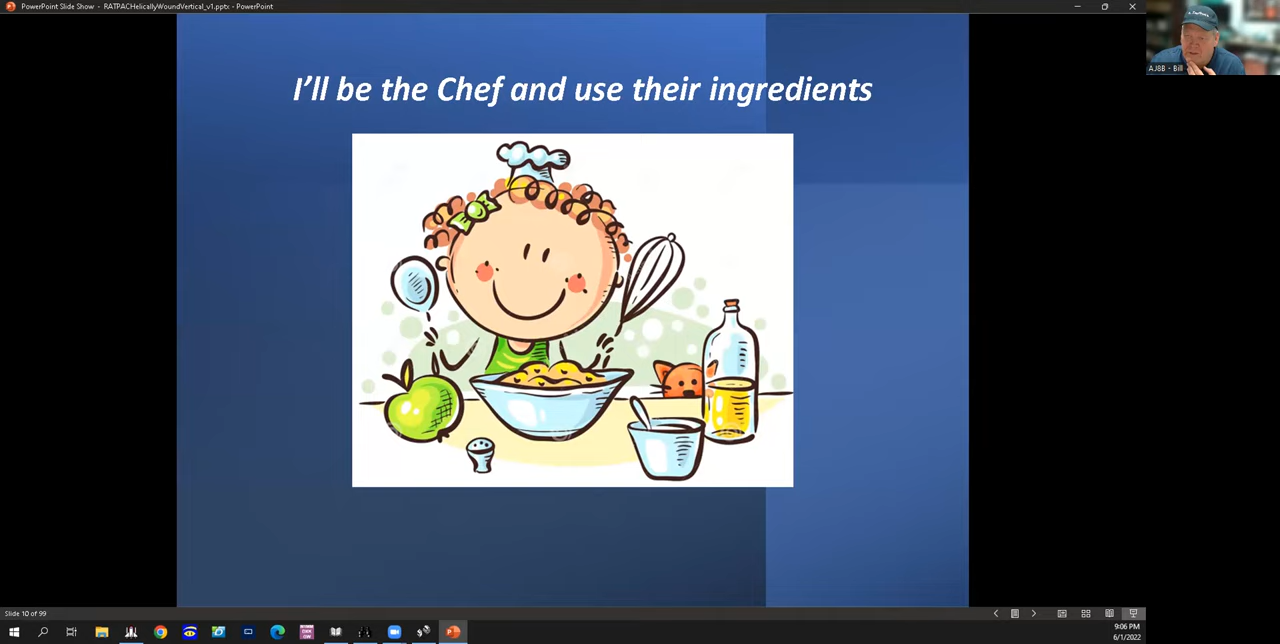 PowerPoint Slide Show - RATPACHelicallyWoundVertical_v1.pptx - PowerPoint
AJ8B - Bill
I'll be the Chef and use their ingredients
Slide 10 of 99
9:06 PM
6/1/2022